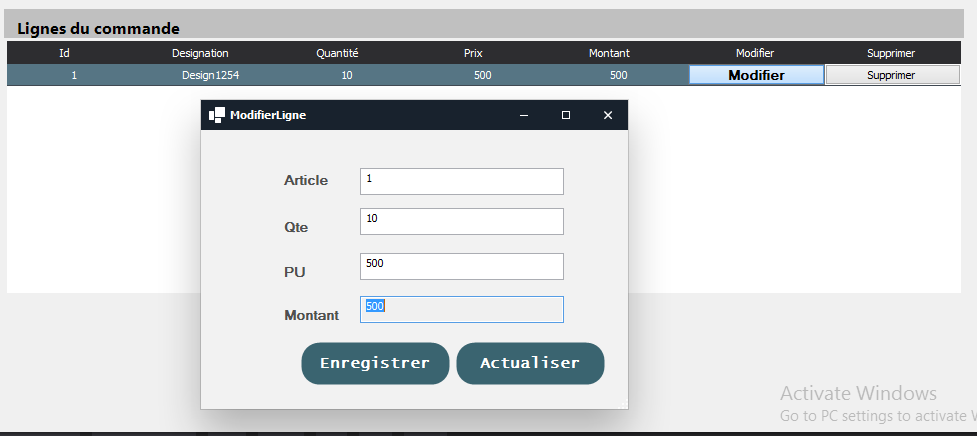 Lignes du commande
Id Designation Quantité Prix Montant Modifier Supprimer
1 Design1254 10 500 500 Modifier Supprimer
ModifierLigne
Article 1
Qte 10
PU 500
Montant 500
Enregistrer Actualiser
Activate Windows
Go to PC settings to activate W